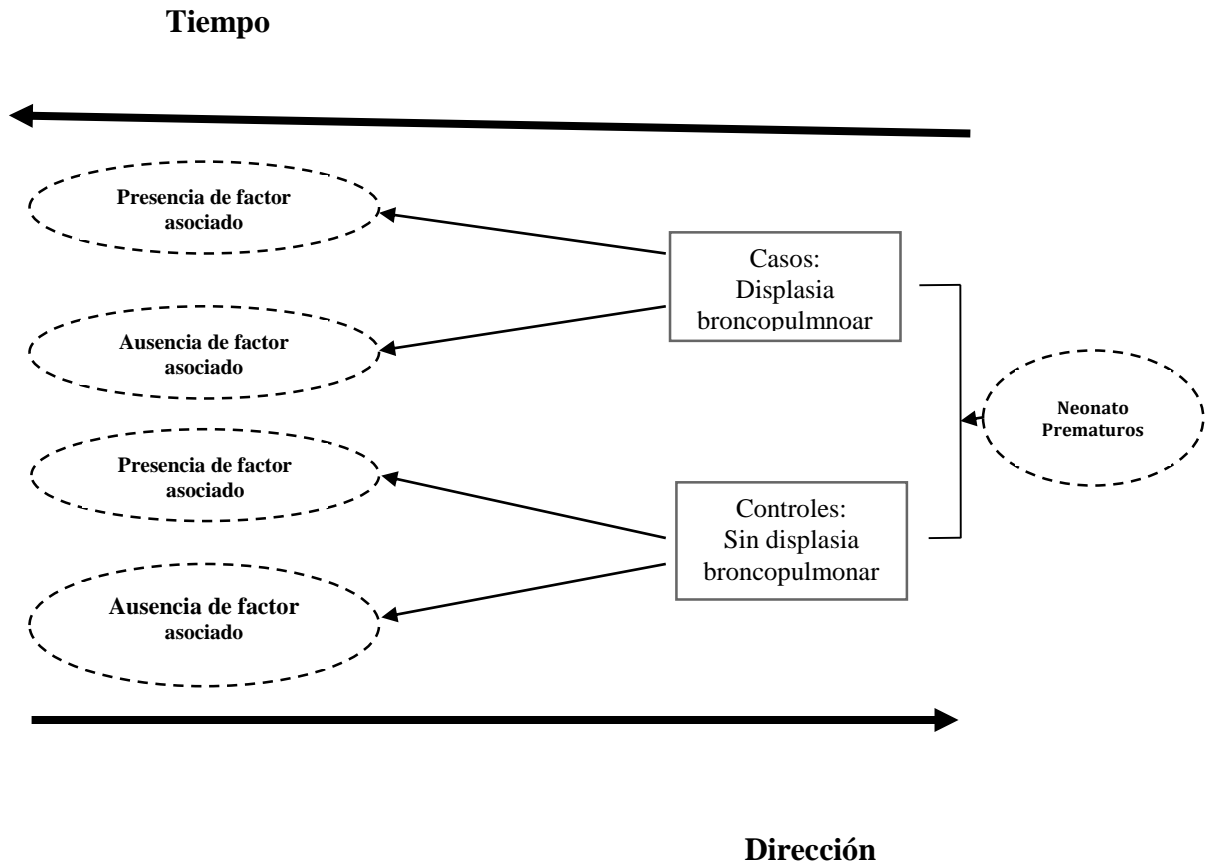 Tiempo
Presencia de factor
asociado
Ausencia de factor
asociado
Presencia de factor
asociado
Ausencia de factor
asociado
Casos:
Displasia
broncopulmnoar
Controles:
Sin displasia
broncopulmonar
Neonato
Prematuros
Dirección